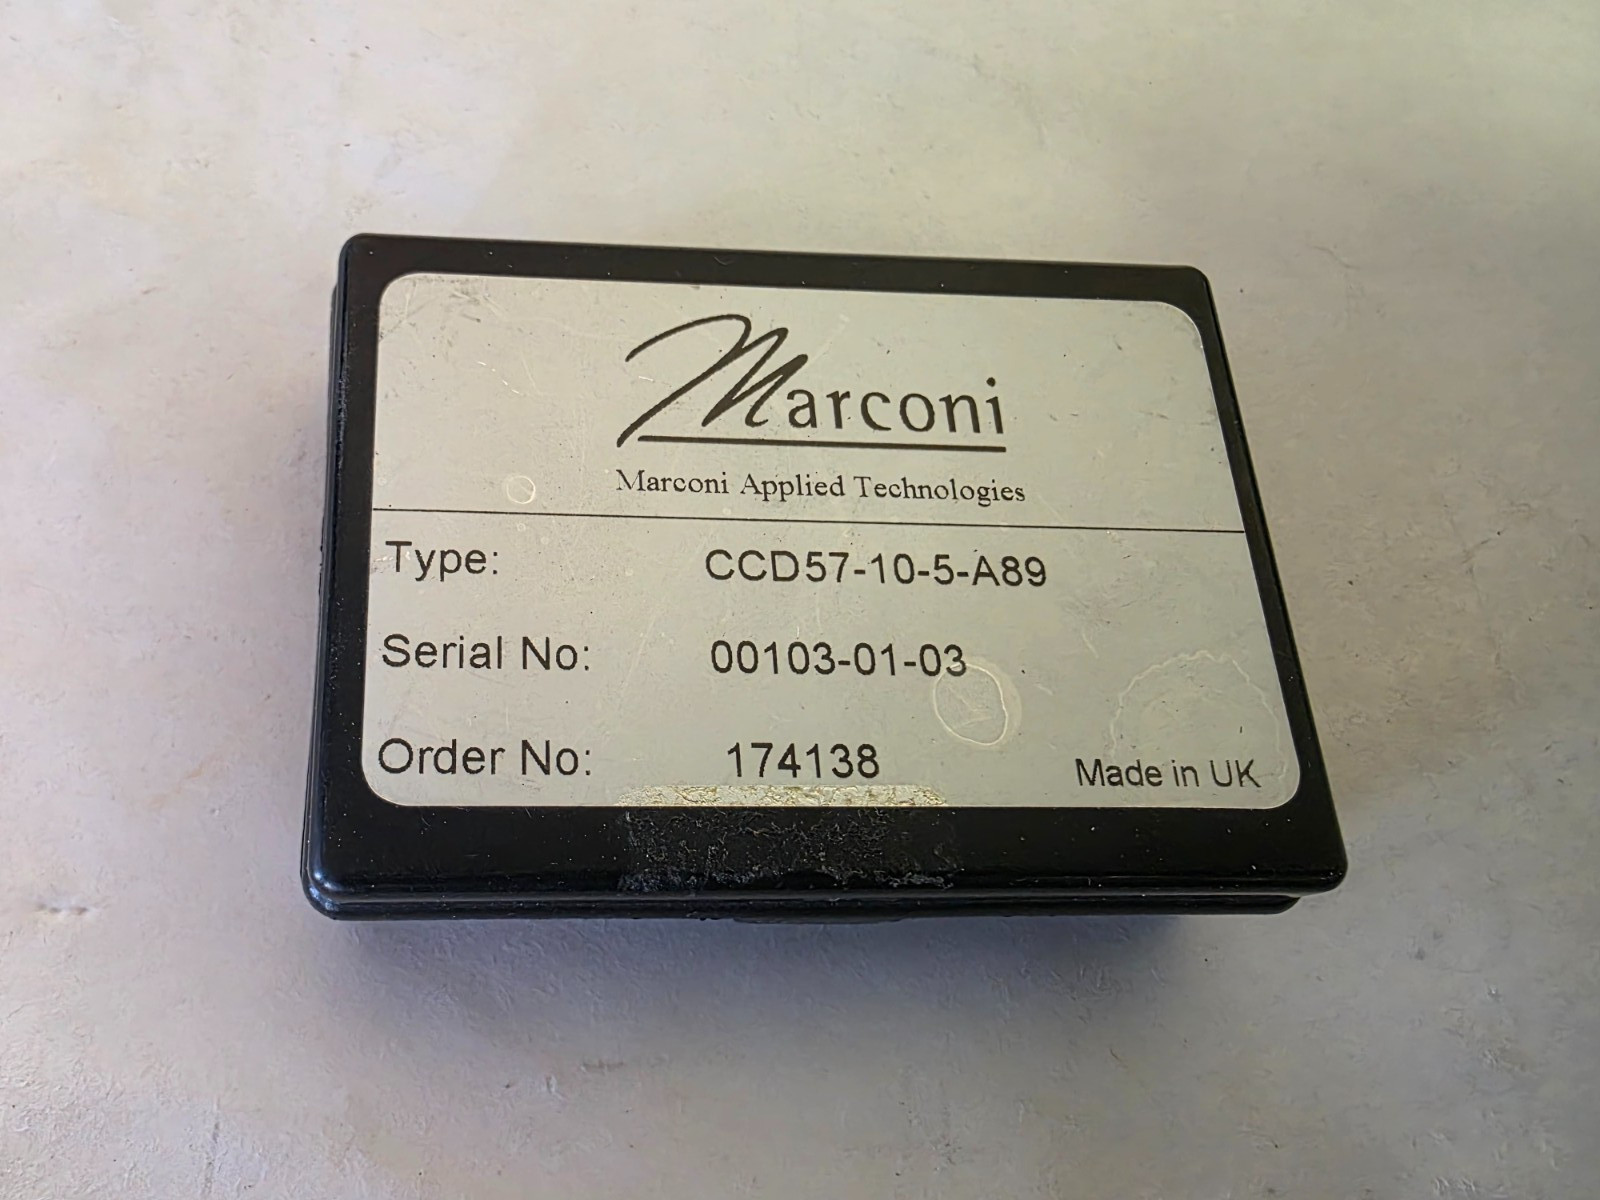 Marconi
Marconi Applied Technologies
Type: CCD57-10-5-A89
Serial No: 00103-01-03
Order No: 174138
Made in UK